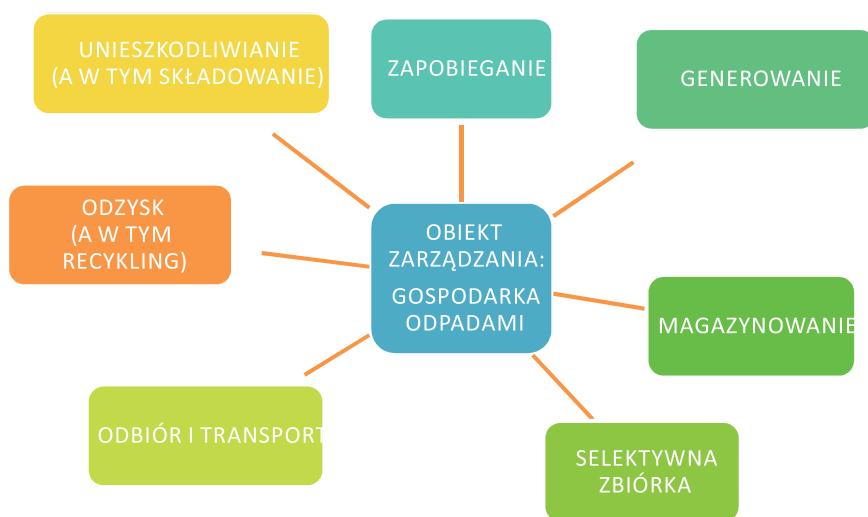 UNIESZKODLIWIANIE
(A W TYM SKŁADOWANIE)
ZAPOBIEGANIE
GENEROWANIE
ODZYSK
(A W TYM
RECYKLING)
OBIEKT
ZARZĄDZANIA:
GOSPODARKA
ODPADAMI
MAGAZYNOWANIE
ODBIÓR I TRANSPORT
SELEKTYWNA
ZBIÓRKA